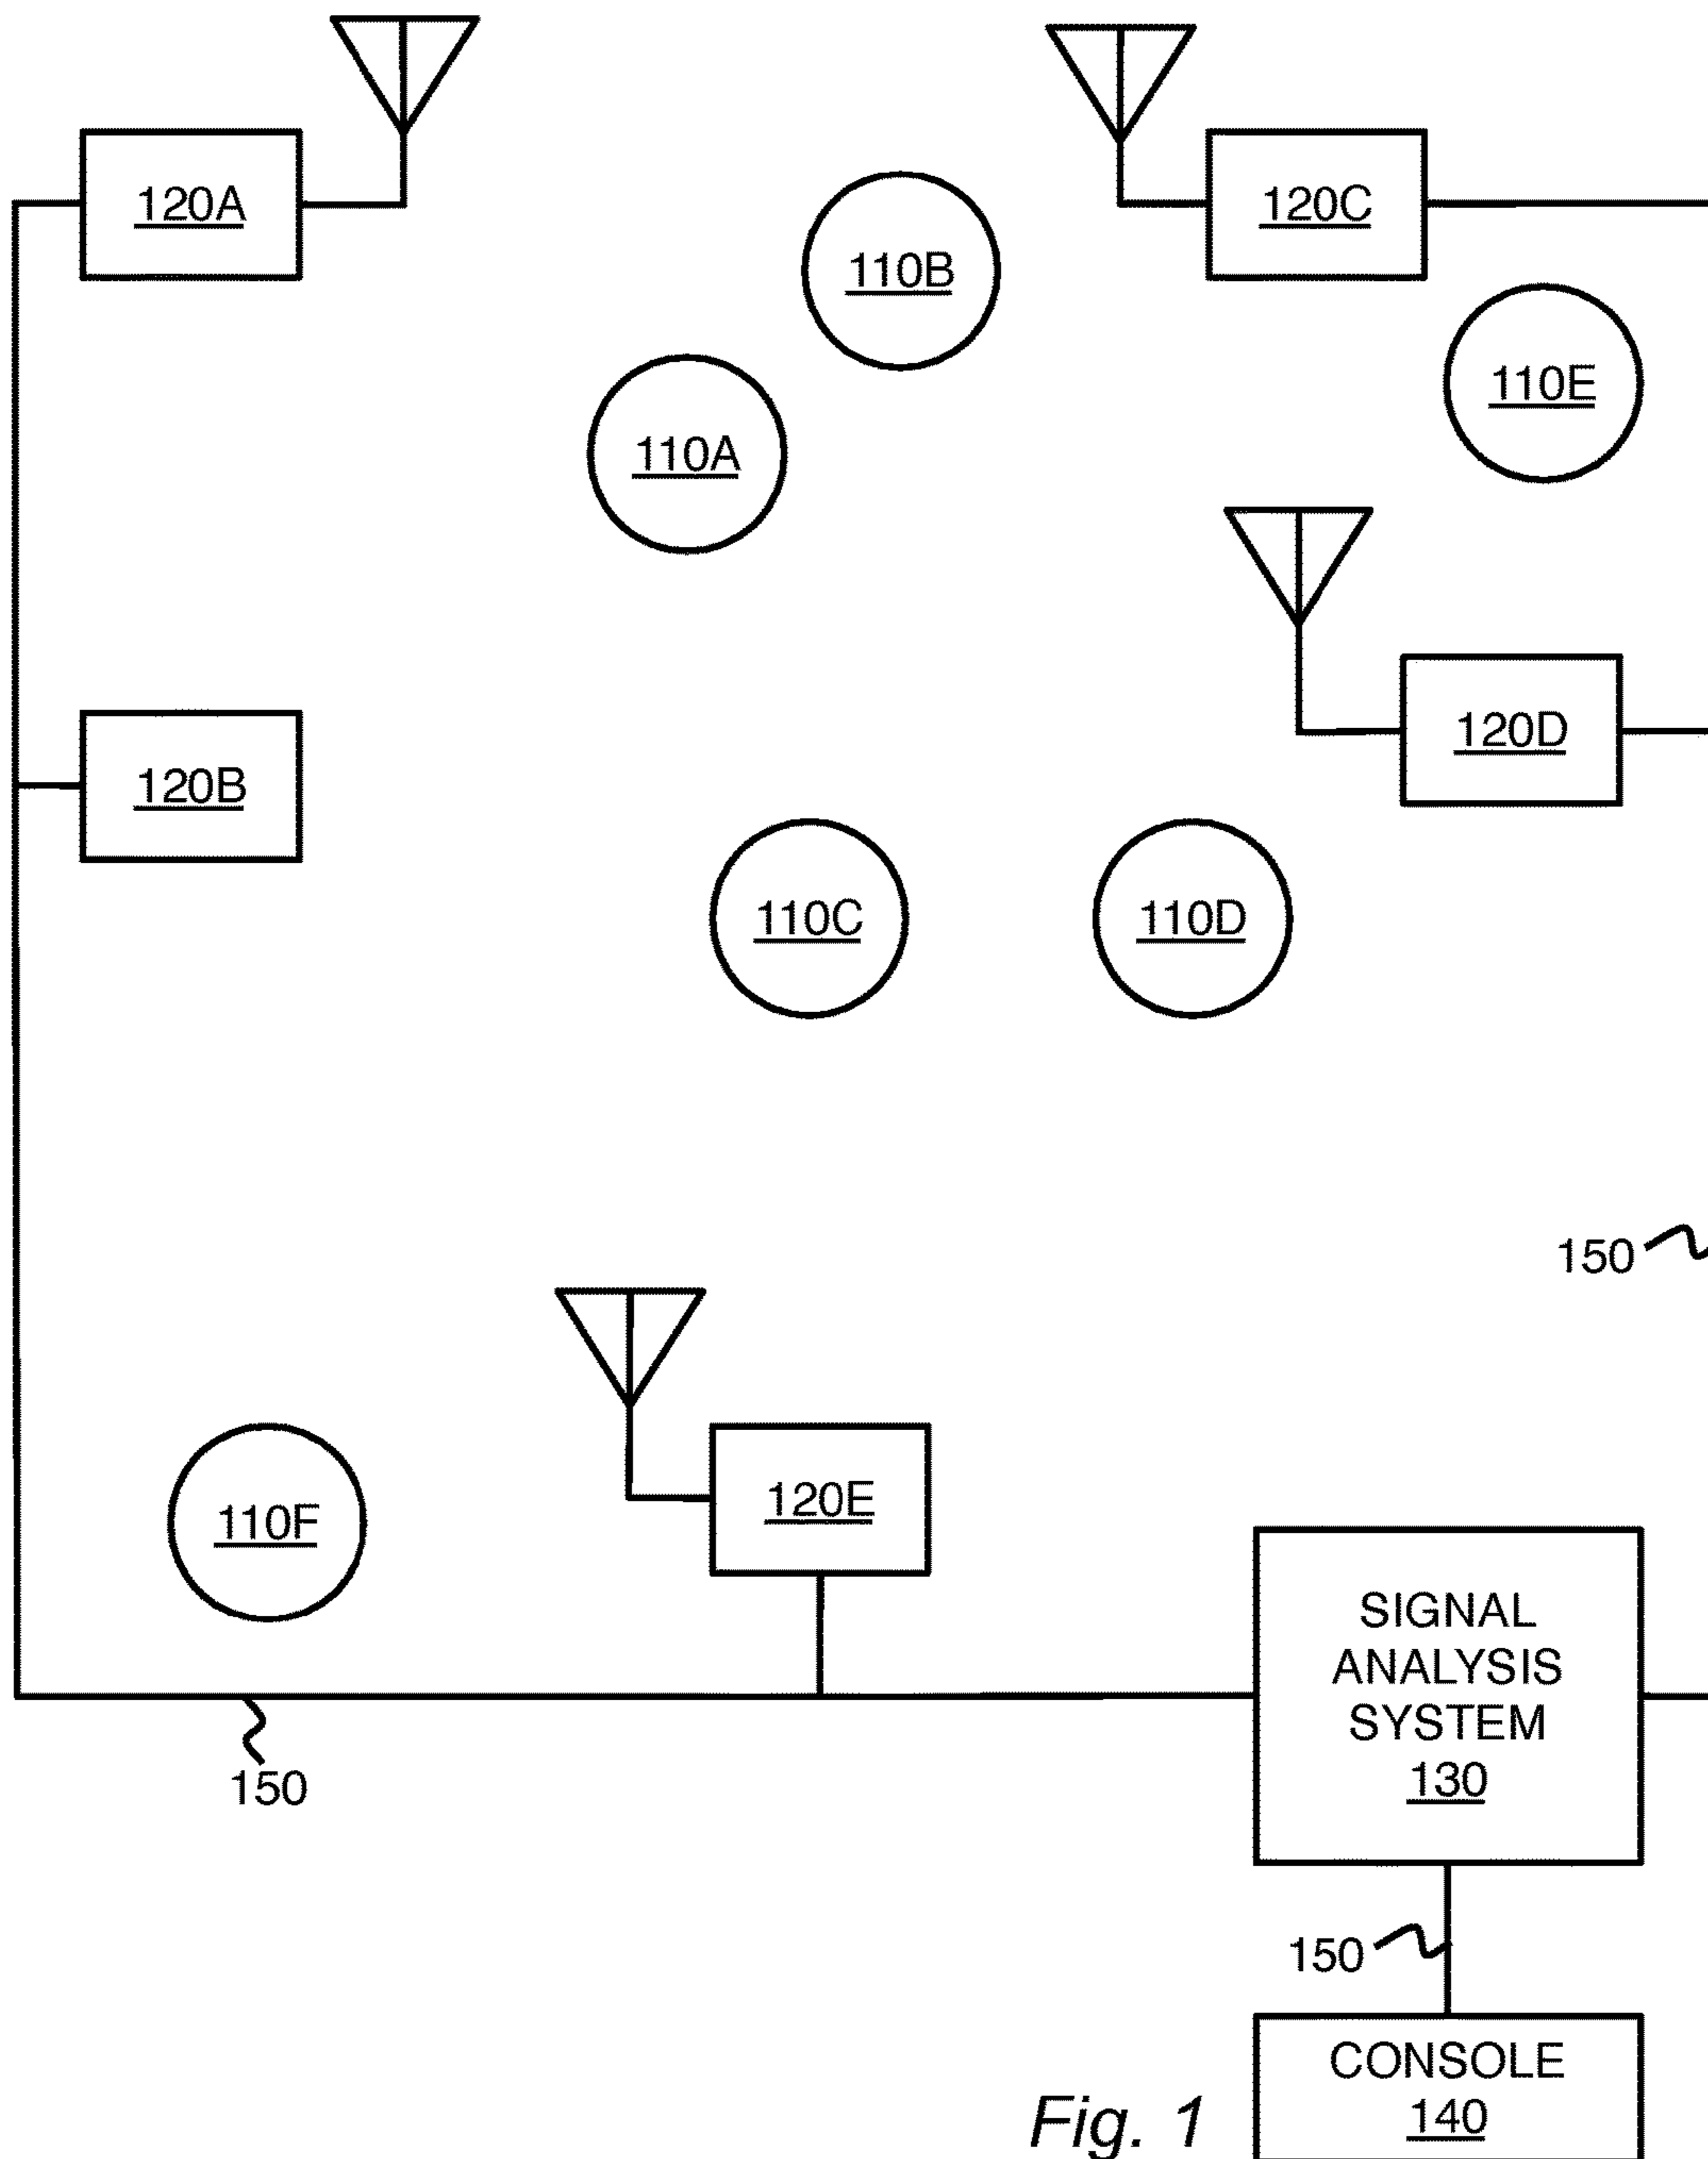 120A
120C
110B
110E
110A
120D
120B
110C
110D
150
120E
110F
SIGNAL
ANALYSIS
SYSTEM
130
150
150
CONSOLE
140
Fig. 1